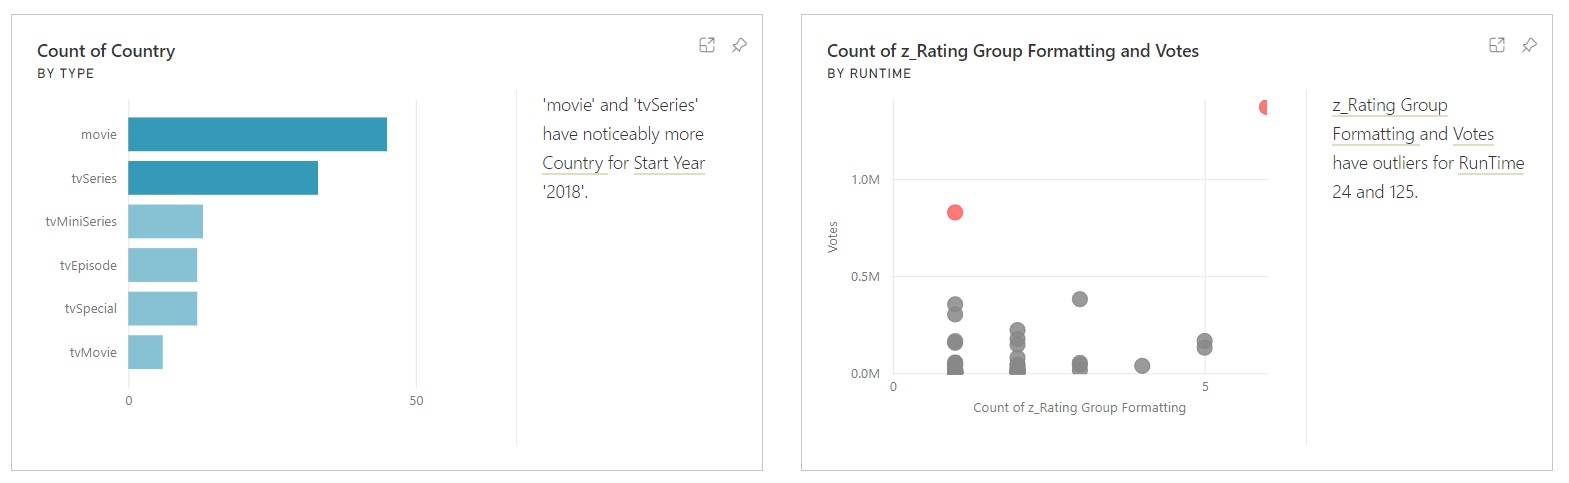 Count of Country
BY TYPE
movie
tvSeries
tvMiniSeries
tvEpisode
tvSpecial
tvMovie
0
50
'movie' and 'tvSeries'
have noticeably more
Country for Start Year
'2018'.
Count of z_Rating Group Formatting and Votes
BY RUNTIME
Votes
1.0M
0.5M
0.0M
0
5
Count of z_Rating Group Formatting
z_Rating Group
Formatting and Votes
have outliers for RunTime
24 and 125.